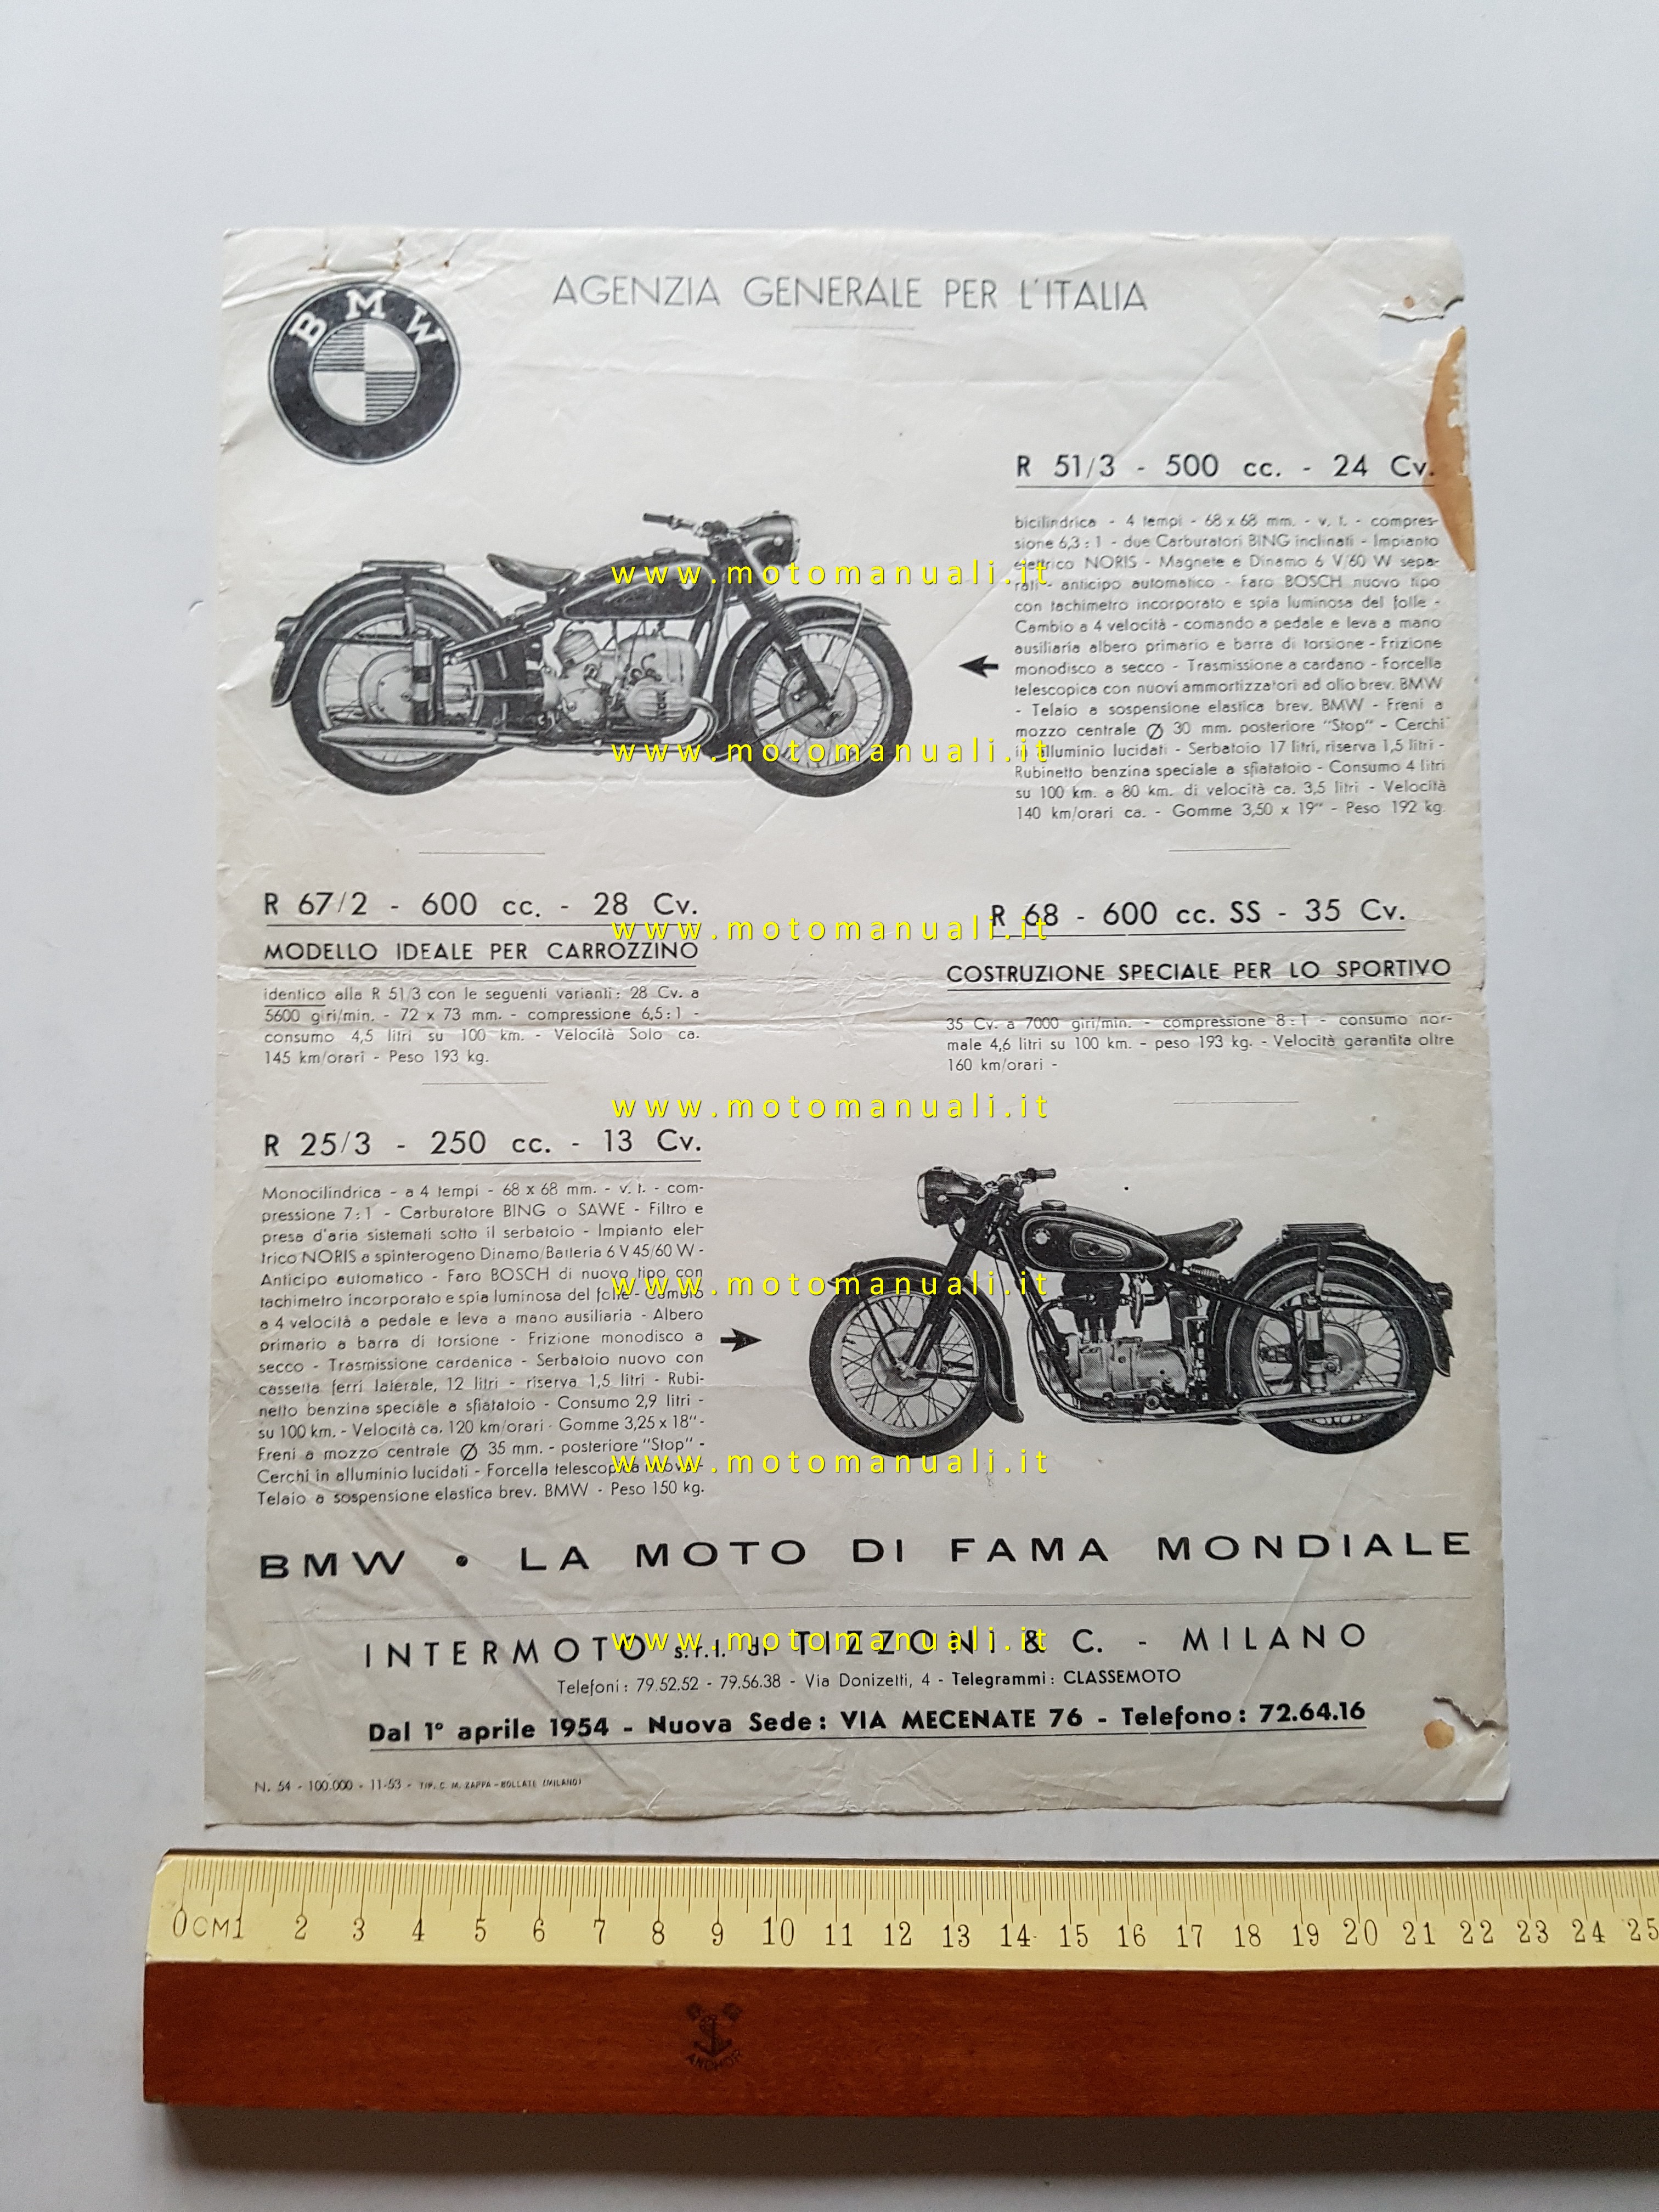 BMW
AGENZIA GENERALE PER L'ITALIA
R 51/3 - 500 cc. - 24 Cv.
bicilindrica - 4 tempi - 68 x 68 mm. - v. t. - compres-
sione 6,3 : 1 - due Carburatori BING inclinati - Impianto
elettrico NORIS - Magnete e Dinamo 6 V/60 W sepa-
rati - anticipo automatico - Faro BOSCH nuovo tipo
con tachimetro incorporato e spia luminosa del folle -
Cambio a 4 velocità - comando a pedale e leva a mano
ausiliaria albero primario e barra di torsione - Frizione
monodisco a secco - Trasmissione a cardano - Forcella
telescopica con nuovi ammortizzatori ad olio brev. BMW
- Telaio a sospensione elastica brev. BMW - Freni a
mozzo centrale Ø 30 mm. posteriore "Stop" - Cerchi
in alluminio lucidati - Serbatoio 17 litri, riserva 1,5 litri -
Rubinetto benzina speciale a sfiatatoio - Consumo 4 litri
su 100 km. a 80 km. di velocità ca. 3,5 litri - Velocità
140 km/orari ca. - Gomme 3,50 x 19" - Peso 192 kg.
R 67/2 - 600 cc. - 28 Cv.
MODELLO IDEALE PER CARROZZINO
identico alla R 51/3 con le seguenti varianti: 28 Cv. a
5600 giri/min. - 72 x 73 mm. - compressione 6,5 : 1 -
consumo 4,5 litri su 100 km. - Velocità Solo ca.
145 km/orari - Peso 193 kg.
R 68 - 600 cc. SS - 35 Cv.
COSTRUZIONE SPECIALE PER LO SPORTIVO
35 Cv. a 7000 giri/min. - compressione 8 : 1 - consumo nor-
male 4,6 litri su 100 km. - peso 193 kg. - Velocità garantita oltre
160 km/orari -
R 25/3 - 250 cc. - 13 Cv.
Monocilindrica - a 4 tempi - 68 x 68 mm. - v. t. - com-
pressione 7 : 1 - Carburatore BING o SAWE - Filtro e
presa d'aria sistemati sotto il serbatoio - Impianto elet-
trico NORIS a spinterogeno Dinamo/Batteria 6 V 45/60 W -
Anticipo automatico - Faro BOSCH di nuovo tipo con
tachimetro incorporato e spia luminosa del folle - Cambio
a 4 velocità a pedale e leva a mano ausiliaria - Albero
primario a barra di torsione - Frizione monodisco a
secco - Trasmissione cardanica - Serbatoio nuovo con
cassetta ferri laterale, 12 litri - riserva 1,5 litri - Rubi-
netto benzina speciale a sfiatatoio - Consumo 2,9 litri -
su 100 km. - Velocità ca. 120 km/orari - Gomme 3,25 x 18" -
Freni a mozzo centrale Ø 35 mm. - posteriore "Stop" -
Cerchi in alluminio lucidati - Forcella telescopica nuova -
Telaio a sospensione elastica brev. BMW - Peso 150 kg.
BMW • LA MOTO DI FAMA MONDIALE
INTERMOTO s.r.l. di TIZZONI & C. - MILANO
Telefoni : 79.52.52 - 79.56.38 - Via Donizetti, 4 - Telegrammi : CLASSEMOTO
Dal 1° aprile 1954 - Nuova Sede : VIA MECENATE 76 - Telefono : 72.64.16
N. 54 - 100.000 - 11-53 - TIP. C. M. ZAPPA - BOLLATE (MILANO)
www.motomanuali.it
www.motomanuali.it
www.motomanuali.it
www.motomanuali.it
www.motomanuali.it
www.motomanuali.it
www.motomanuali.it
0CM1 2 3 4 5 6 7 8 9 10 11 12 13 14 15 16 17 18 19 20 21 22 23 24 25
ANCHOR